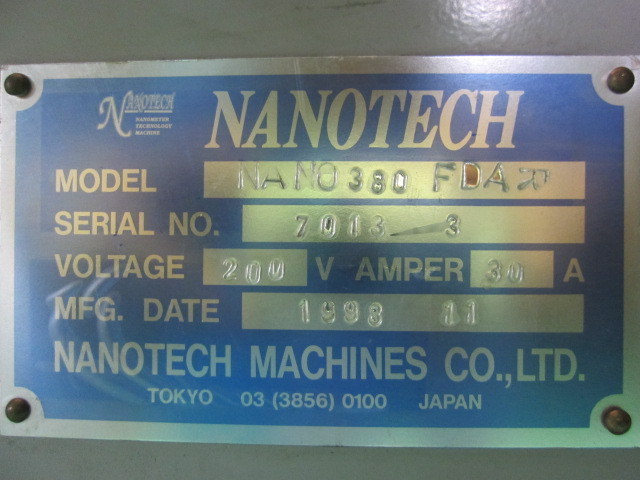 NANOTECH
NANOMETER
TECHNOLOGY
MACHINE
NANOTECH
MODEL NANO 380 FDA
SERIAL NO. 7013-3
VOLTAGE 200 V AMPER 30 A
MFG. DATE 1998 11
NANOTECH MACHINES CO.,LTD.
TOKYO 03 (3856) 0100 JAPAN